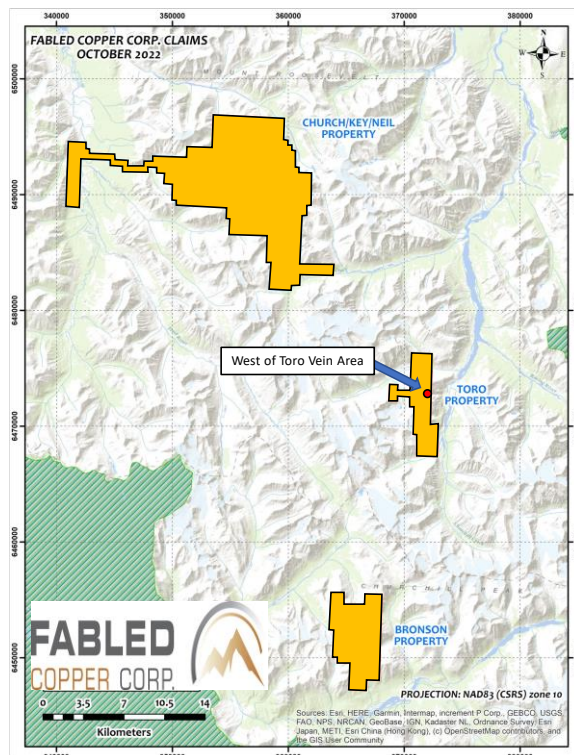 340000
350000
360000
370000
380000
FABLED COPPER CORP. CLAIMS
OCTOBER 2022
N
W
E
S
6500000
MOUNT ROOSEVELT
CHURCH/KEY/NEIL
PROPERTY
6490000
6480000
West of Toro Vein Area
TORO
PROPERTY
6470000
6460000
CHURCHILL PEAK
FABLED
COPPER CORP.
BRONSON
PROPERTY
6450000
PROJECTION: NAD83 (CSRS) zone 10
0 3.5 7 10.5 14
Kilometers
Sources: Esri, HERE, Garmin, Intermap, increment P Corp., GEBCO, USGS,
FAO, NPS, NRCAN, GeoBase, IGN, Kadaster NL, Ordnance Survey, Esri
Japan, METI, Esri China (Hong Kong), (c) OpenStreetMap contributors, and
the GIS User Community